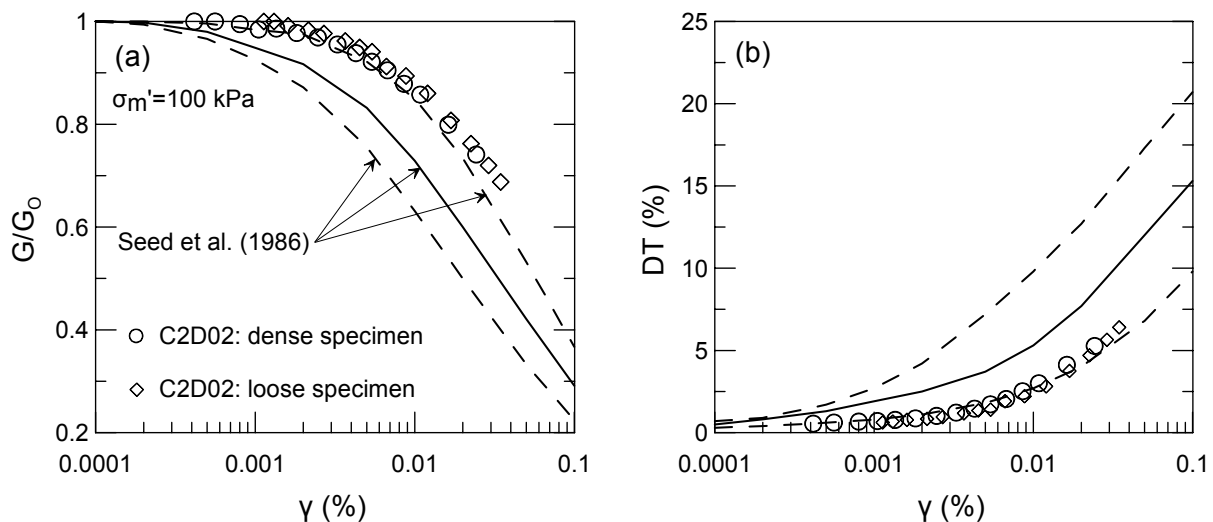 (a)
σm'=100 kPa
G/GO
1
0.8
0.6
0.4
0.2
Seed et al. (1986)
C2D02: dense specimen
C2D02: loose specimen
0.0001
0.001
0.01
0.1
γ (%)
(b)
DT (%)
25
20
15
10
5
0
0.0001
0.001
0.01
0.1
γ (%)